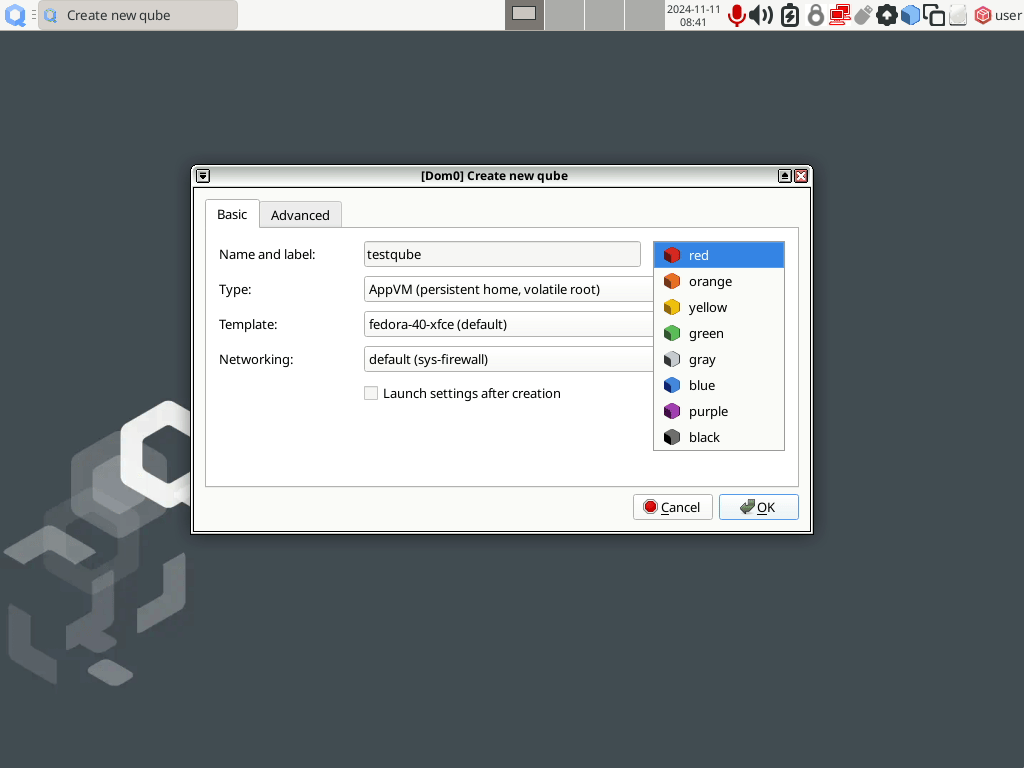 Create new qube
2024-11-11
08:41
user
[Dom0] Create new qube
Basic
Advanced
Name and label:
testqube
red
orange
Type:
AppVM (persistent home, volatile root)
yellow
Template:
fedora-40-xfce (default)
green
Networking:
default (sys-firewall)
gray
blue
Launch settings after creation
purple
black
Cancel
OK